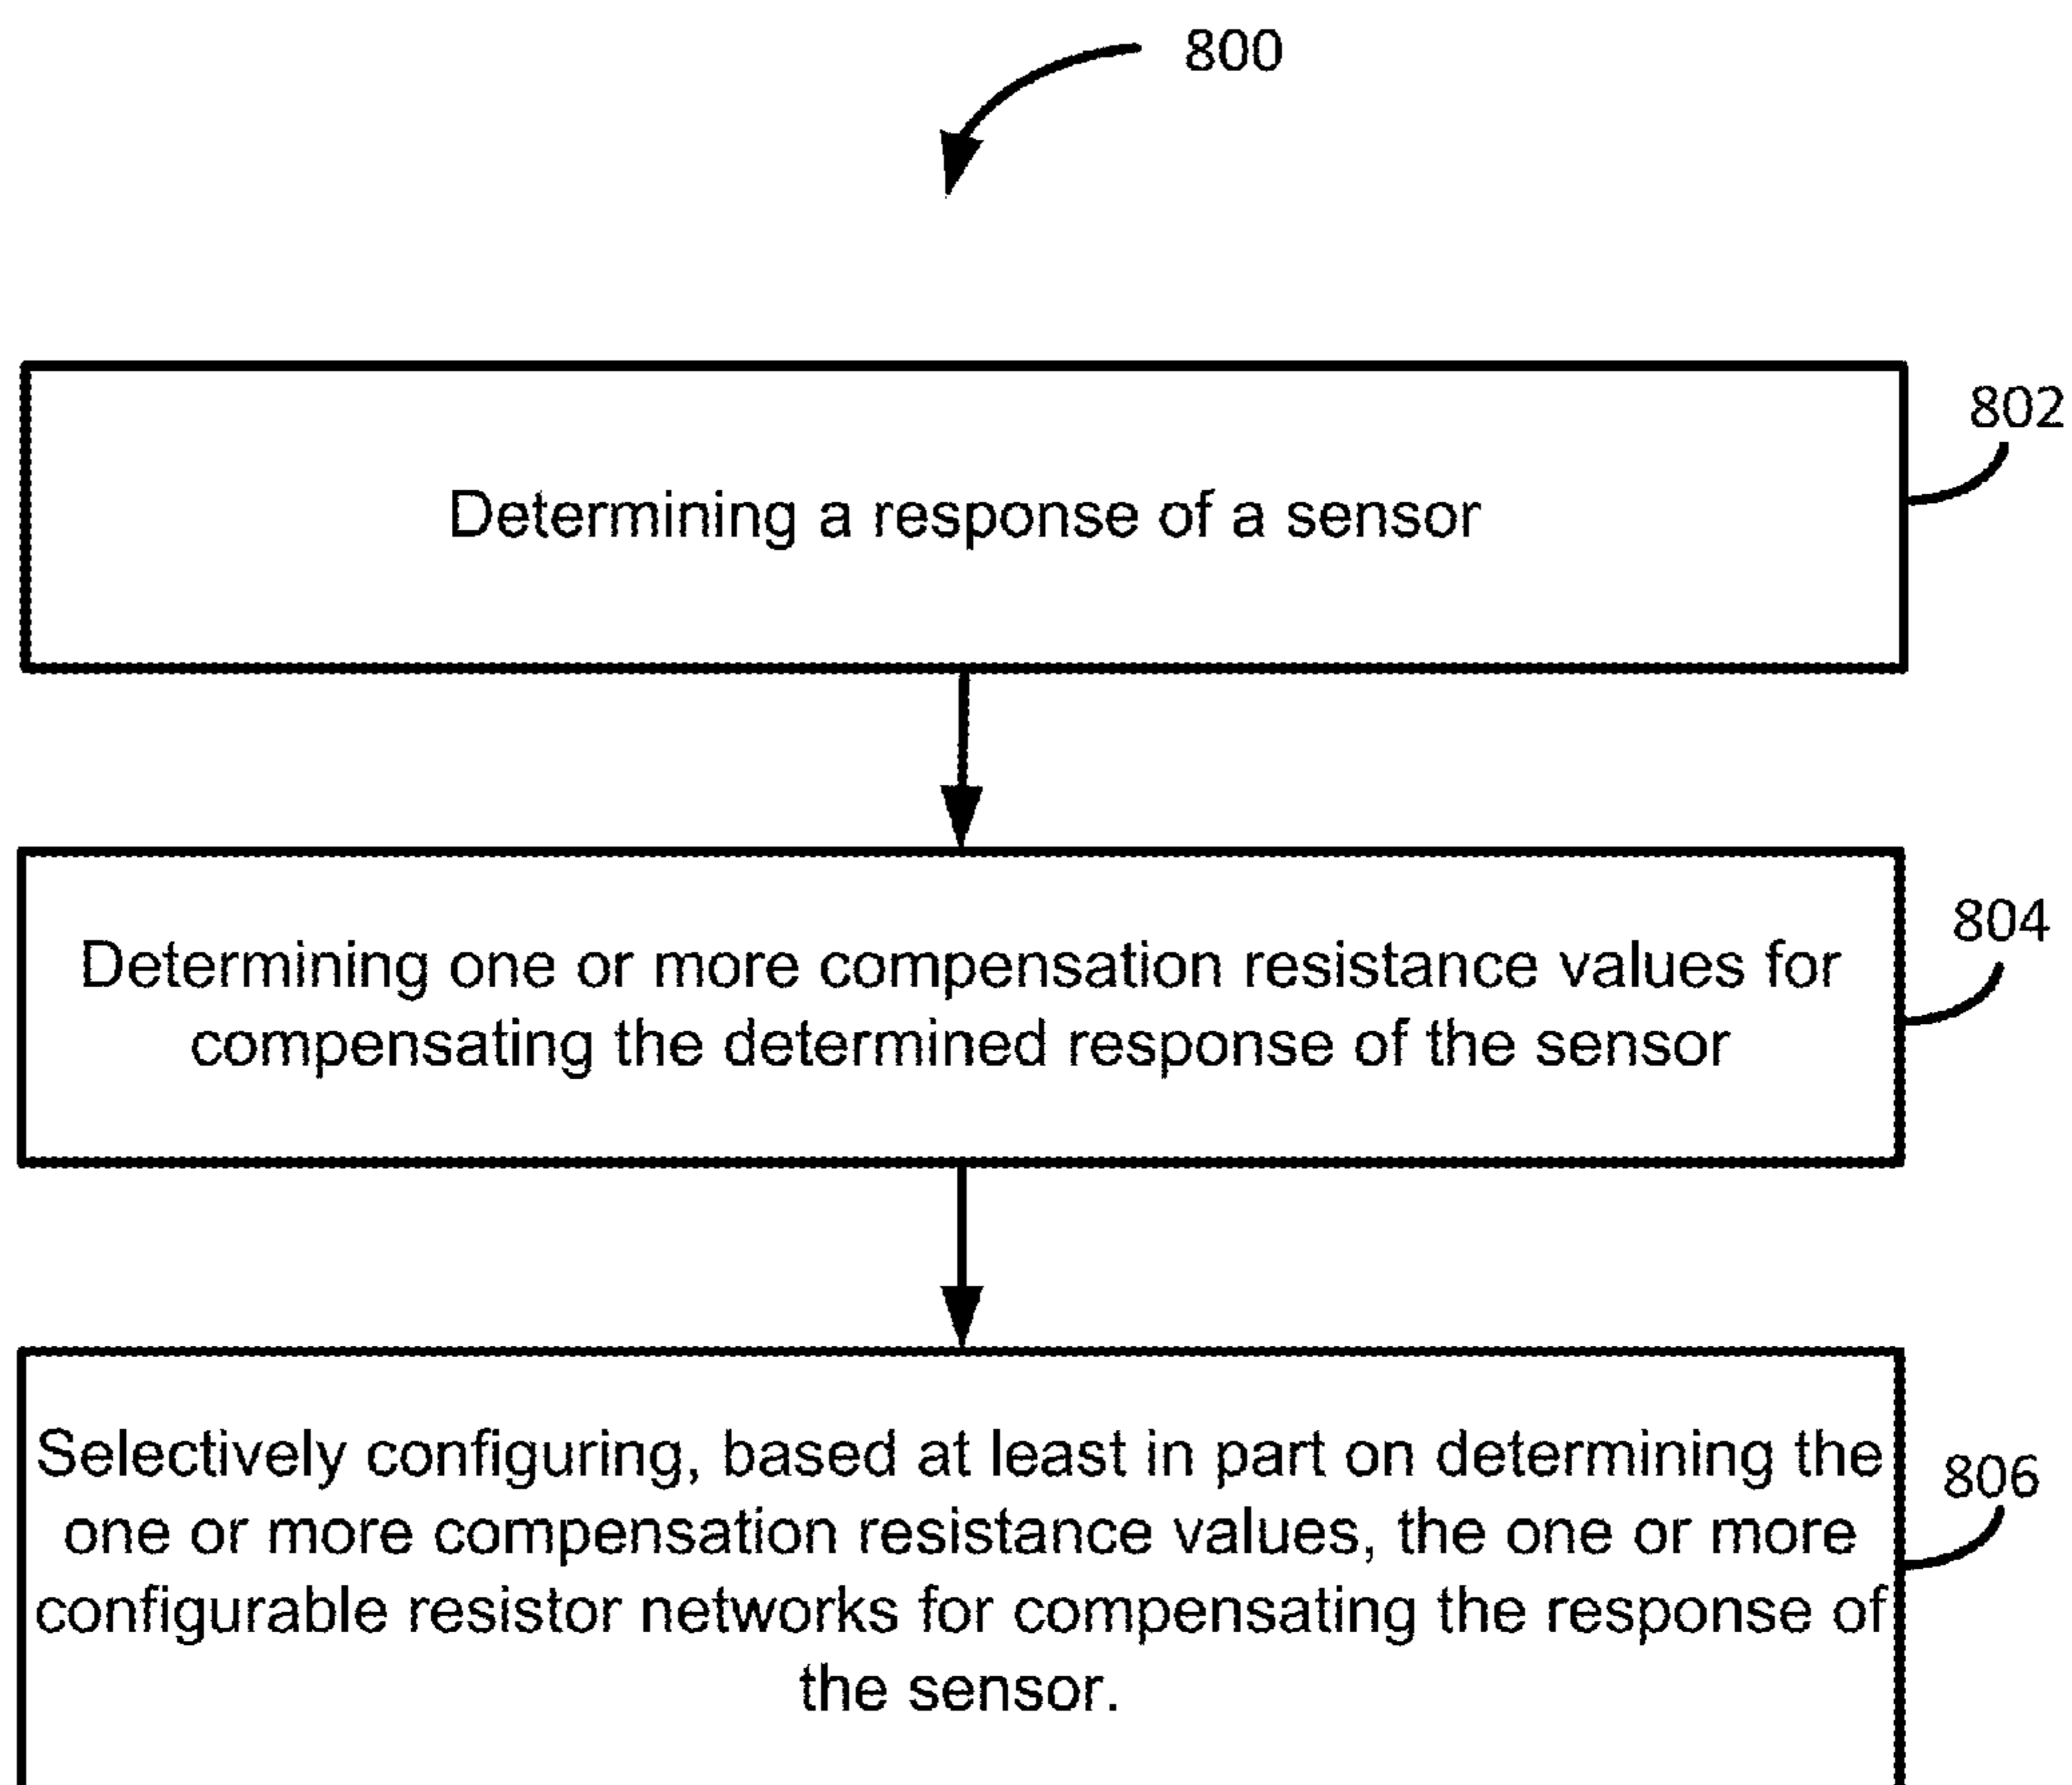 800
802
Determining a response of a sensor
804
Determining one or more compensation resistance values for
compensating the determined response of the sensor
806
Selectively configuring, based at least in part on determining the
one or more compensation resistance values, the one or more
configurable resistor networks for compensating the response of
the sensor.